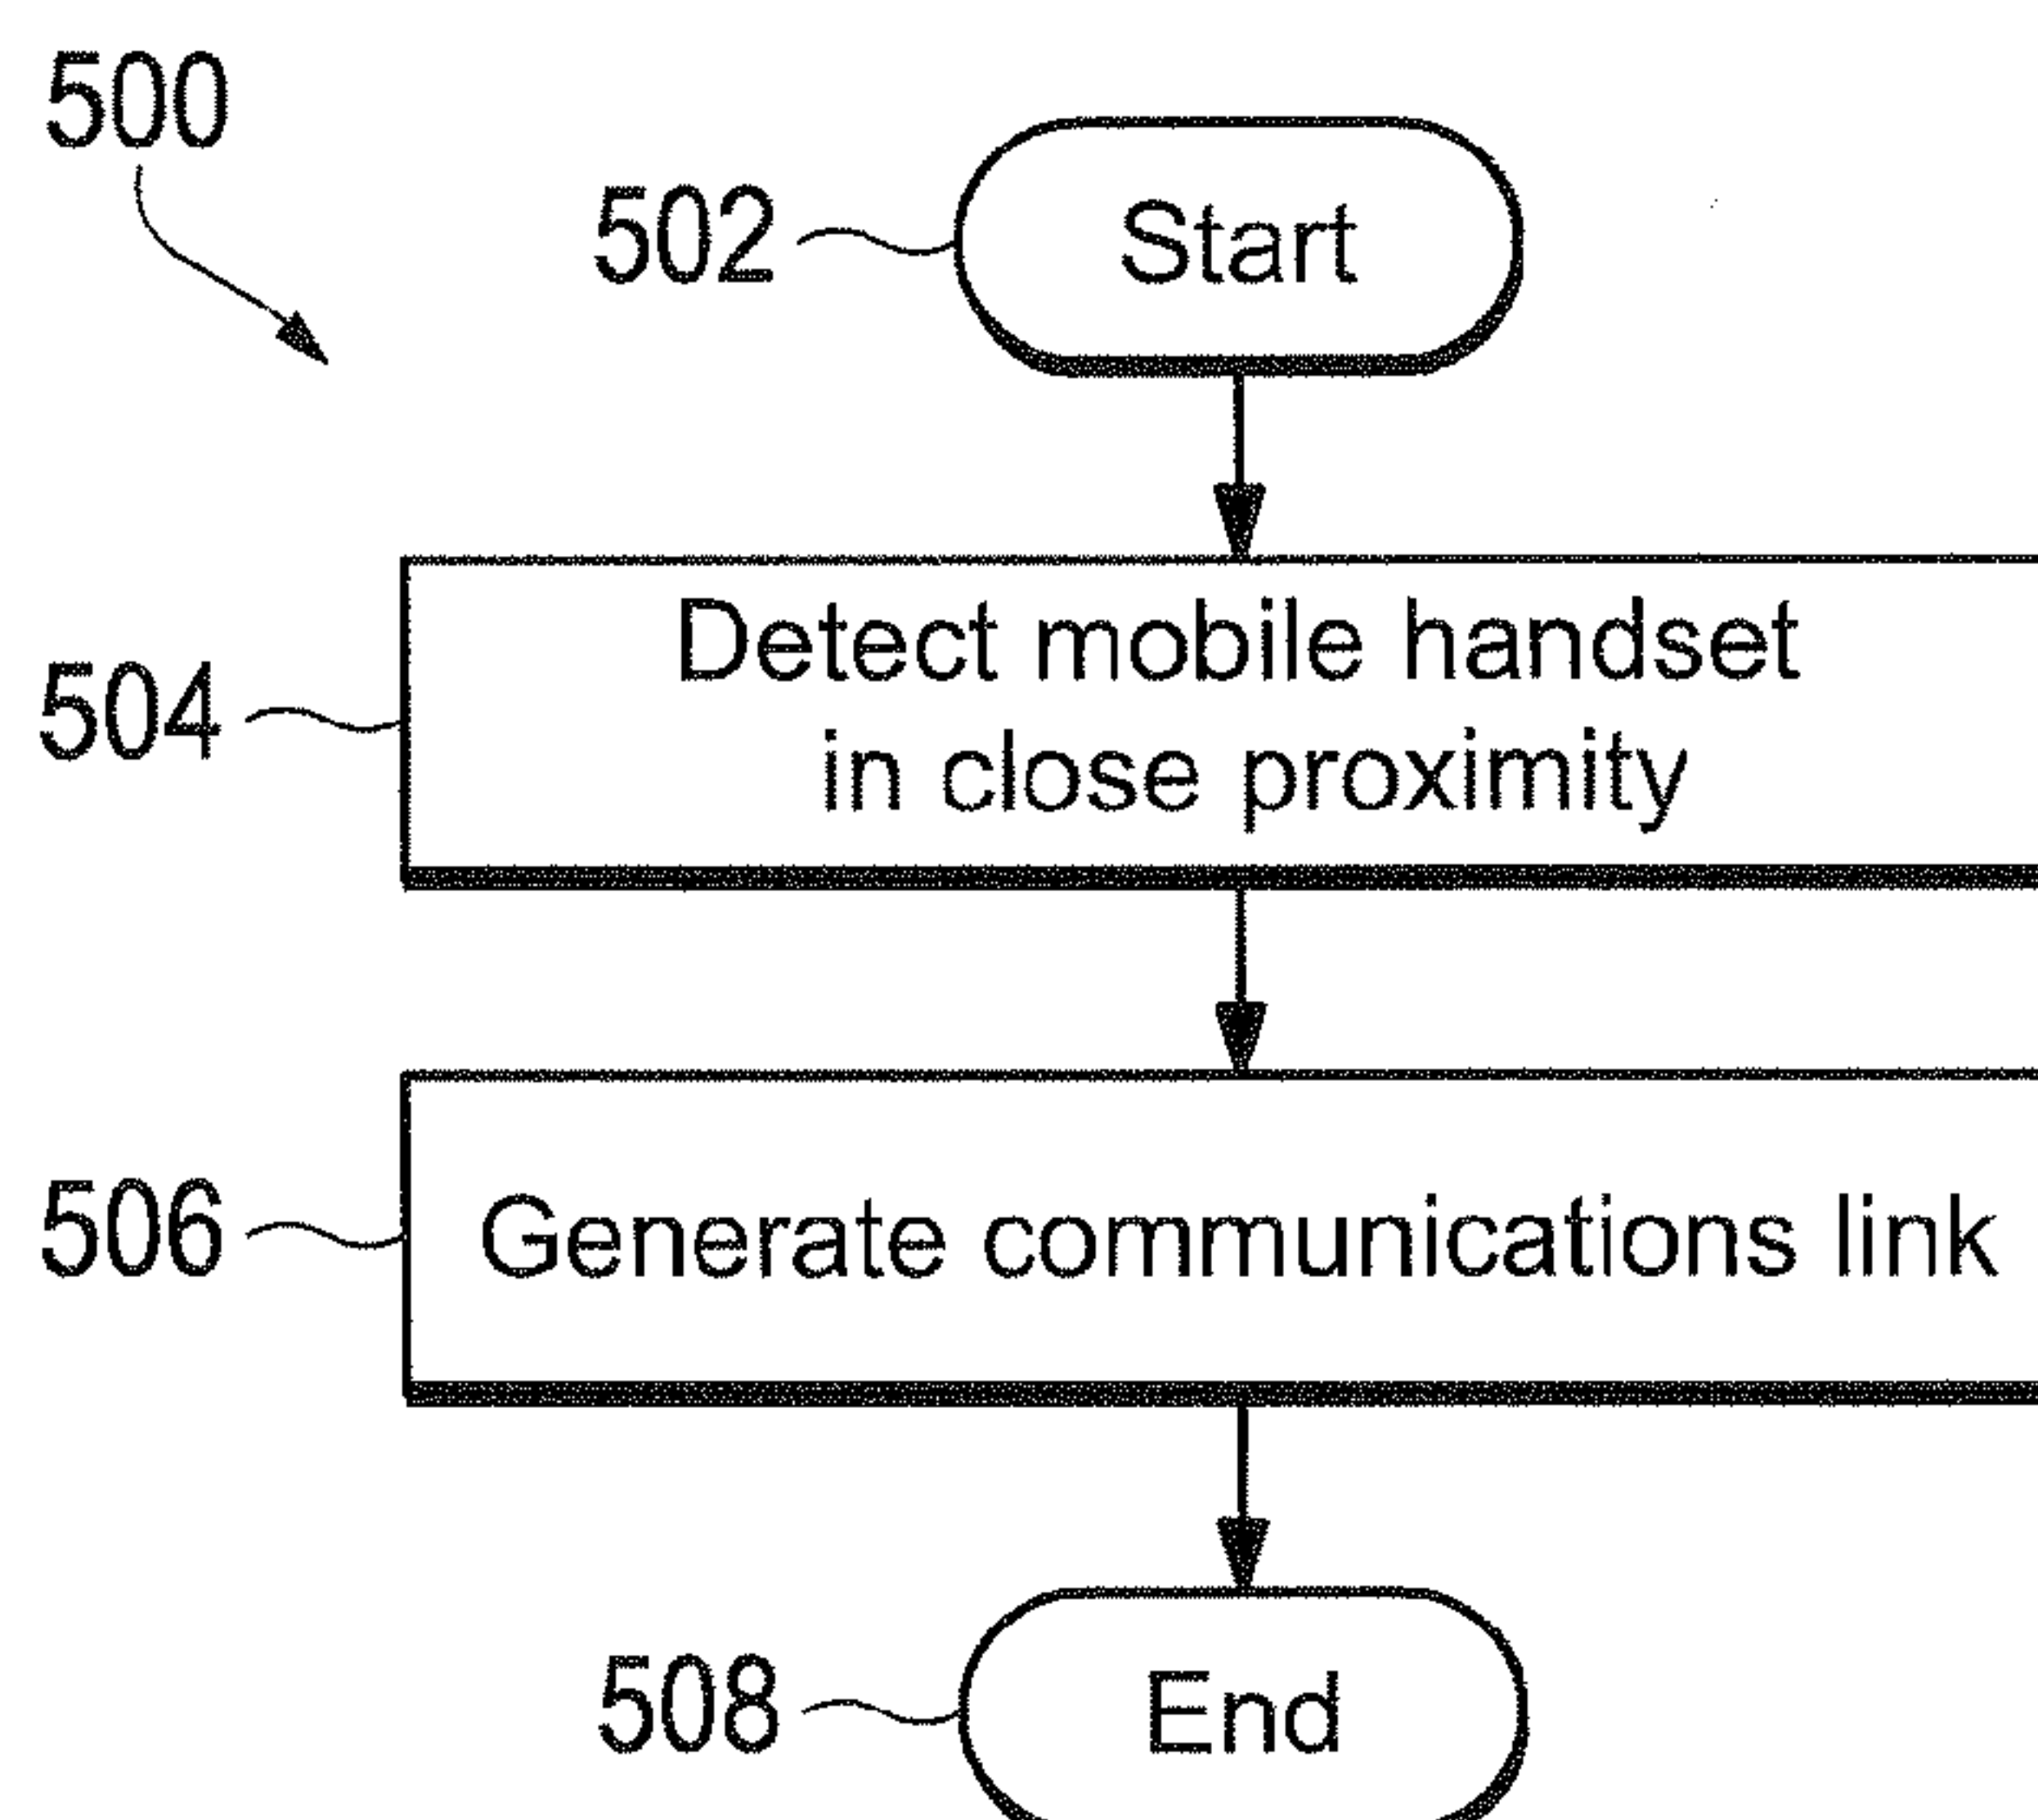 500
502
Start
504
Detect mobile handset
in close proximity
506
Generate communications link
508
End